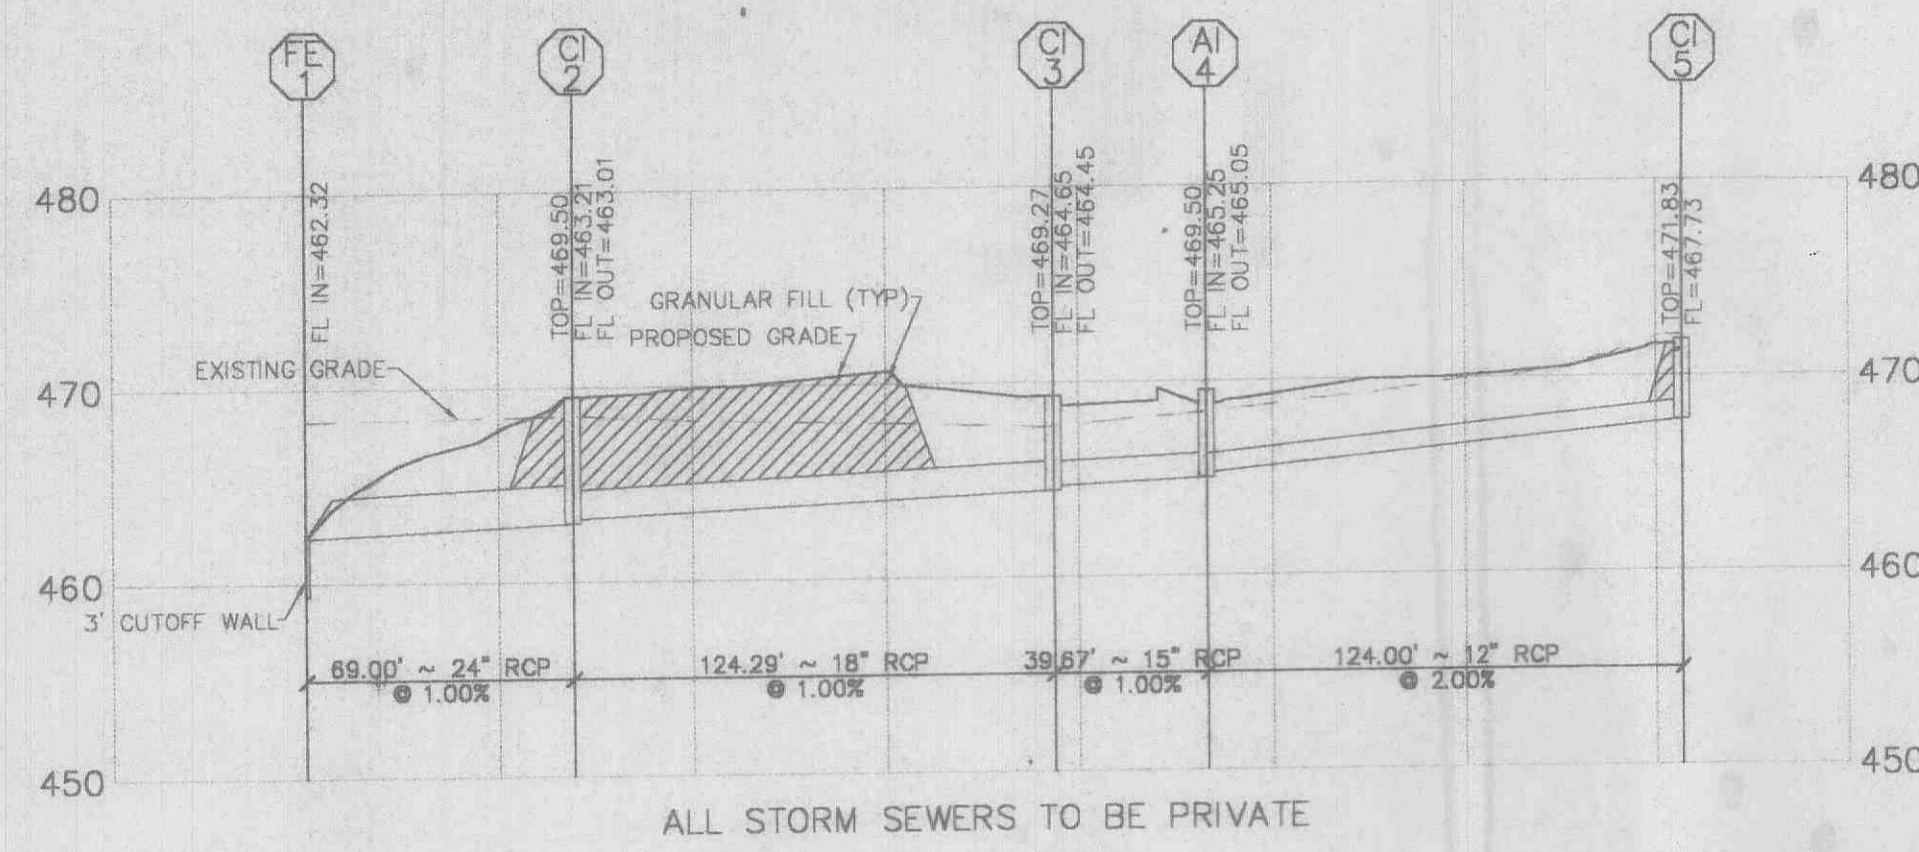 FE
1
CI
2
CI
3
AI
4
CI
5
480
470
460
450
FL IN=462.32
TOP=469.50
FL IN=463.21
FL OUT=463.01
TOP=469.27
FL IN=464.65
FL OUT=464.45
TOP=469.50
FL IN=465.25
FL OUT=465.05
TOP=471.83
FL=467.73
480
470
460
450
GRANULAR FILL (TYP)
PROPOSED GRADE
EXISTING GRADE
3' CUTOFF WALL
69.00' ~ 24" RCP
@ 1.00%
124.29' ~ 18" RCP
@ 1.00%
39.67' ~ 15" RCP
@ 1.00%
124.00' ~ 12" RCP
@ 2.00%
ALL STORM SEWERS TO BE PRIVATE